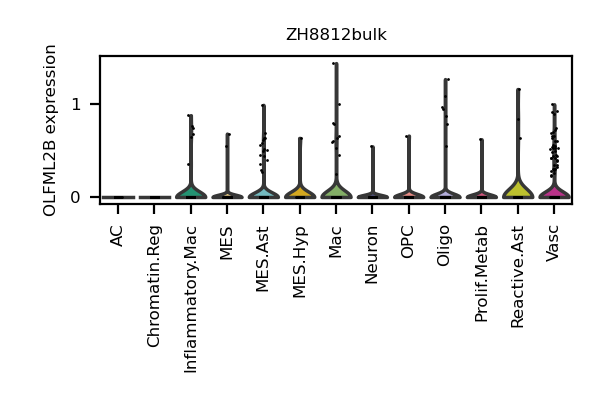 ZH8812bulk
OLFML2B expression
1
0
AC
Chromatin.Reg
Inflammatory.Mac
MES
MES.Ast
MES.Hyp
Mac
Neuron
OPC
Oligo
Prolif.Metab
Reactive.Ast
Vasc